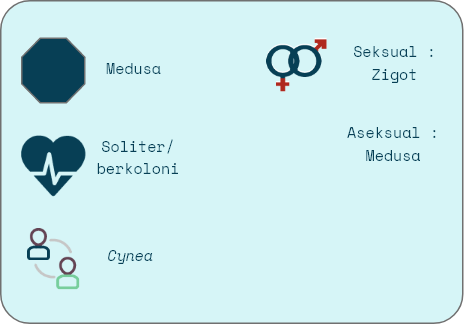 Medusa
Soliter/
berkoloni
Cynea
Seksual :
Zigot
Aseksual :
Medusa